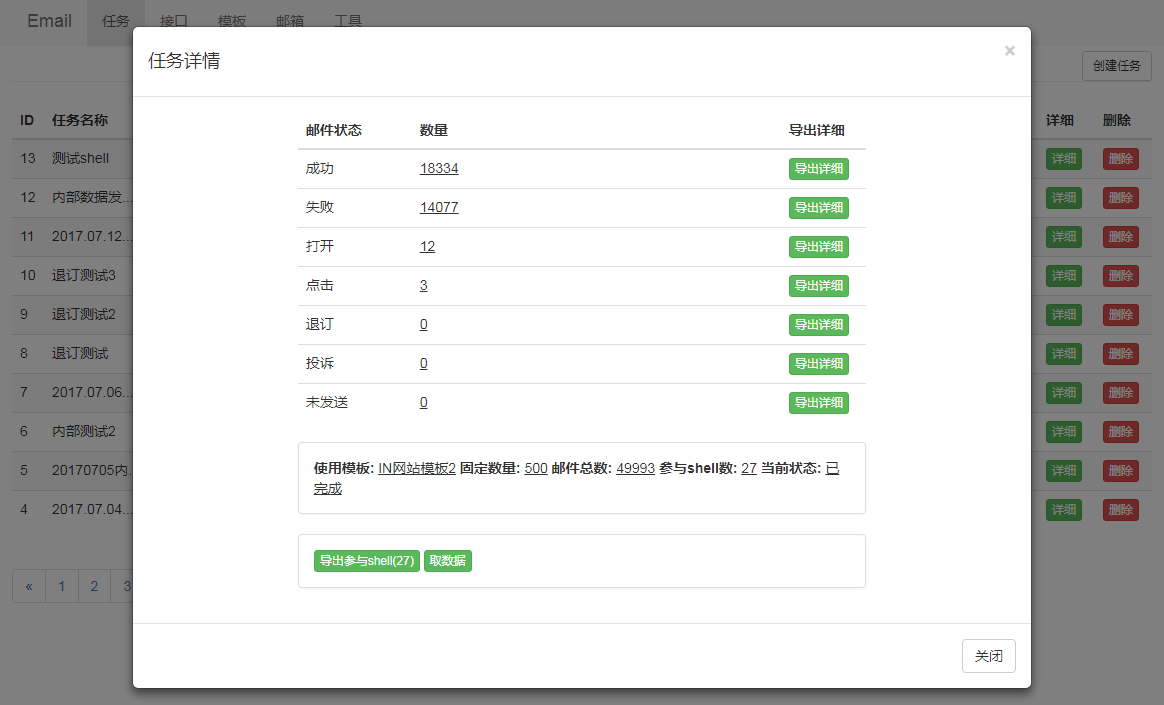 Email 任务 接口 模板 邮箱 工具
任务详情 ×
创建任务
ID 任务名称 详细 删除
邮件状态 数量 导出详细
成功 18334 导出详细
失败 14077 导出详细
打开 12 导出详细
点击 3 导出详细
退订 0 导出详细
投诉 0 导出详细
未发送 0 导出详细
使用模板: IN网站模板2 固定数量: 500 邮件总数: 49993 参与shell数: 27 当前状态: 已
完成
导出参与shell(27) 取数据
关闭
13 测试shell 详细 删除
12 内部数据发... 详细 删除
11 2017.07.12... 详细 删除
10 退订测试3 详细 删除
9 退订测试2 详细 删除
8 退订测试 详细 删除
7 2017.07.06... 详细 删除
6 内部测试2 详细 删除
5 20170705内 详细 删除
4 2017.07.04... 详细 删除
« 1 2 3